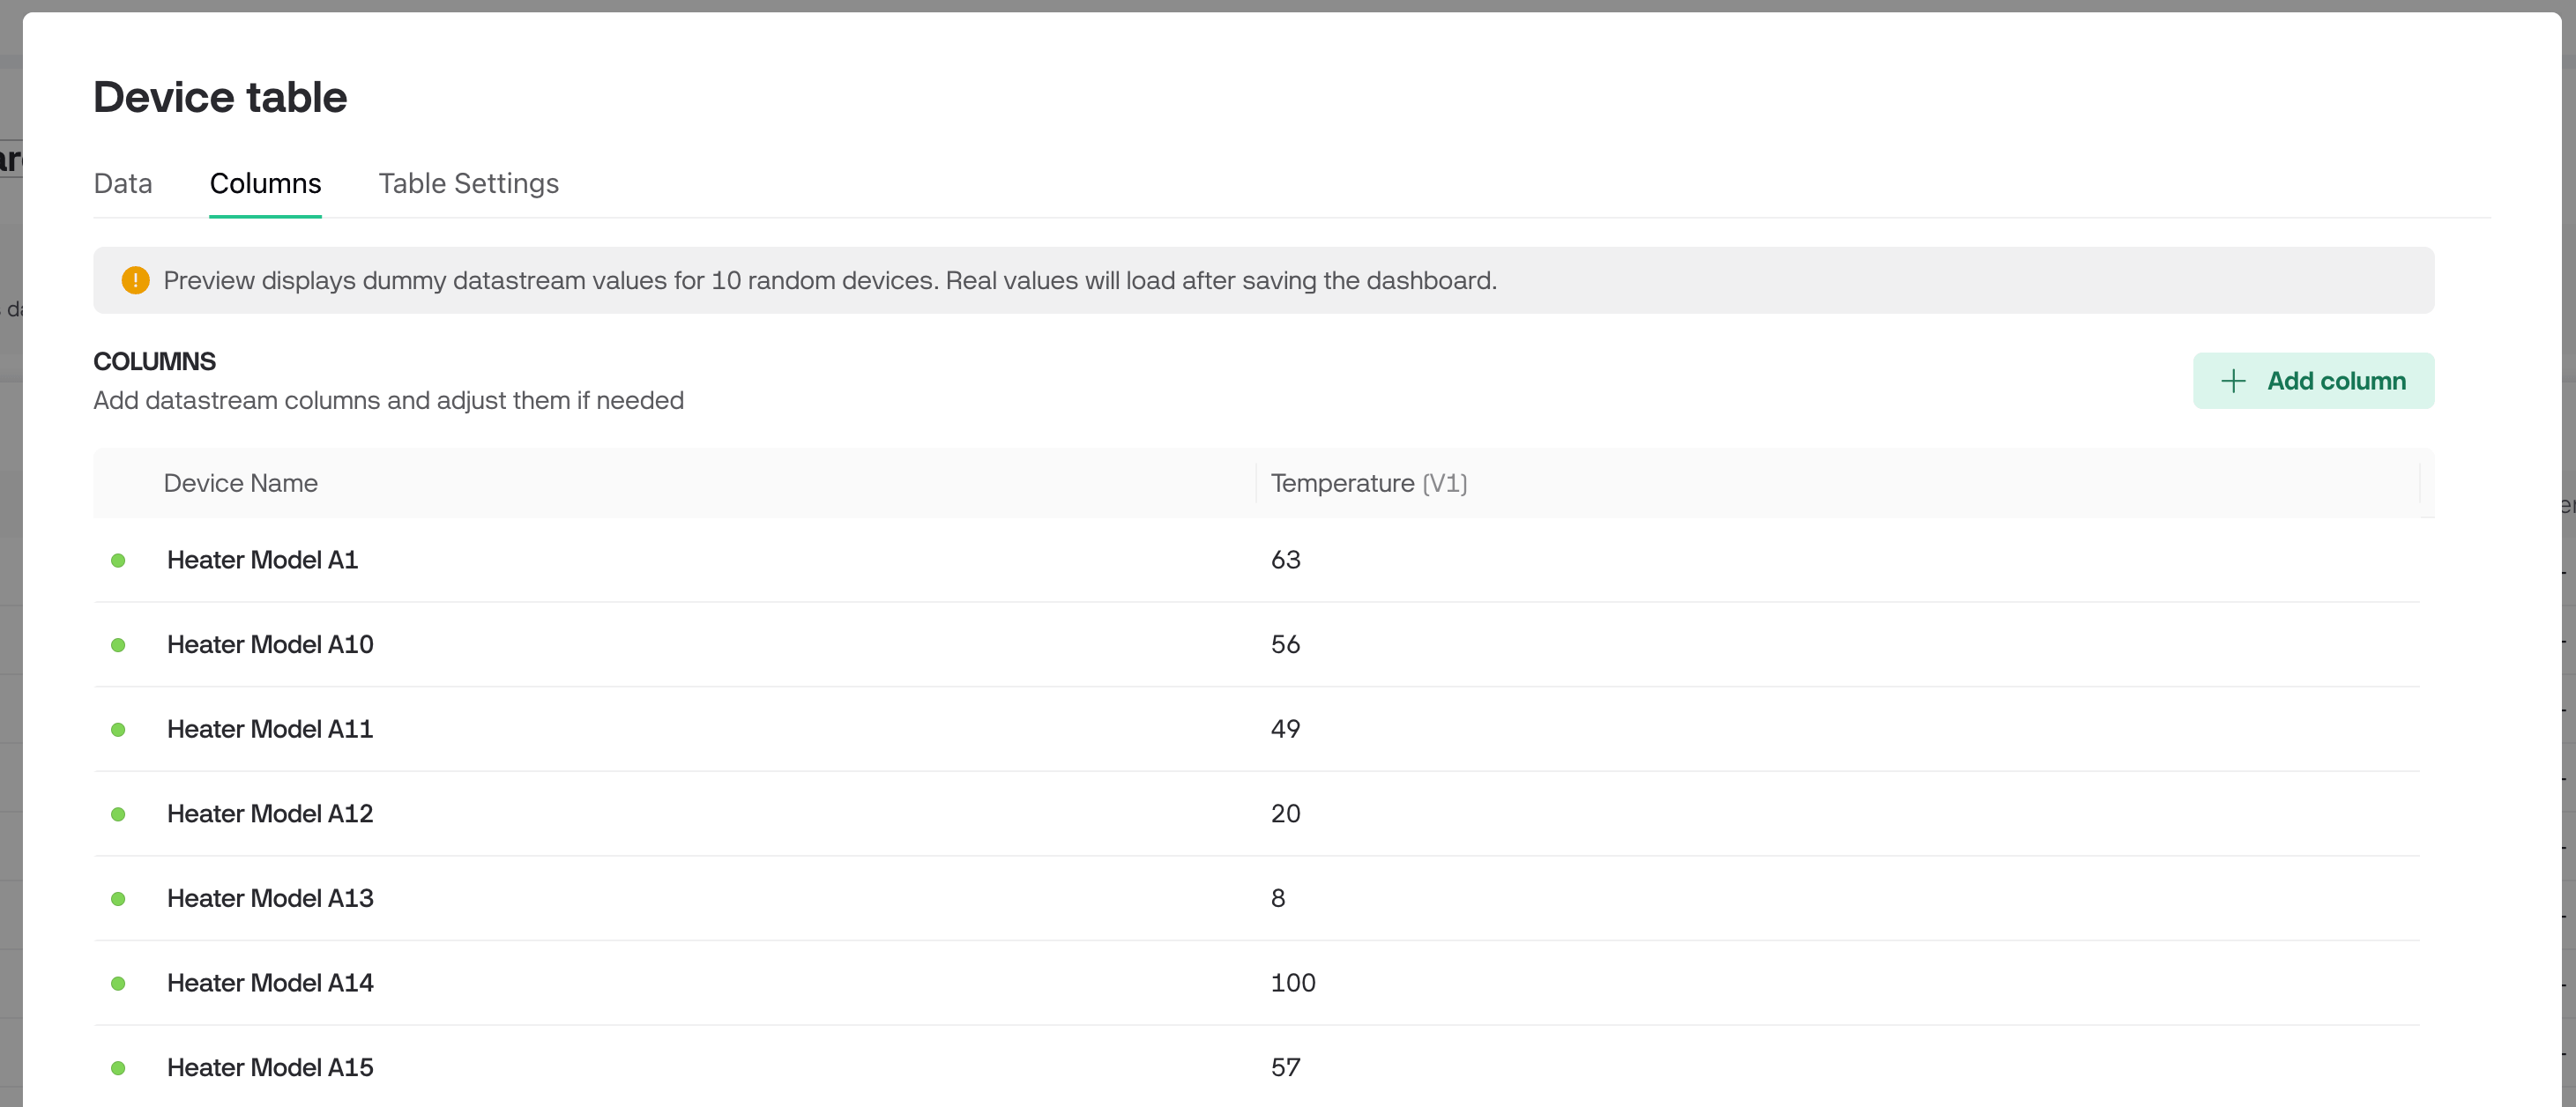 Device table
Data Columns Table Settings
Preview displays dummy datastream values for 10 random devices. Real values will load after saving the dashboard.
COLUMNS
Add datastream columns and adjust them if needed
Add column
Device Name Temperature (V1)
Heater Model A1 63
Heater Model A10 56
Heater Model A11 49
Heater Model A12 20
Heater Model A13 8
Heater Model A14 100
Heater Model A15 57